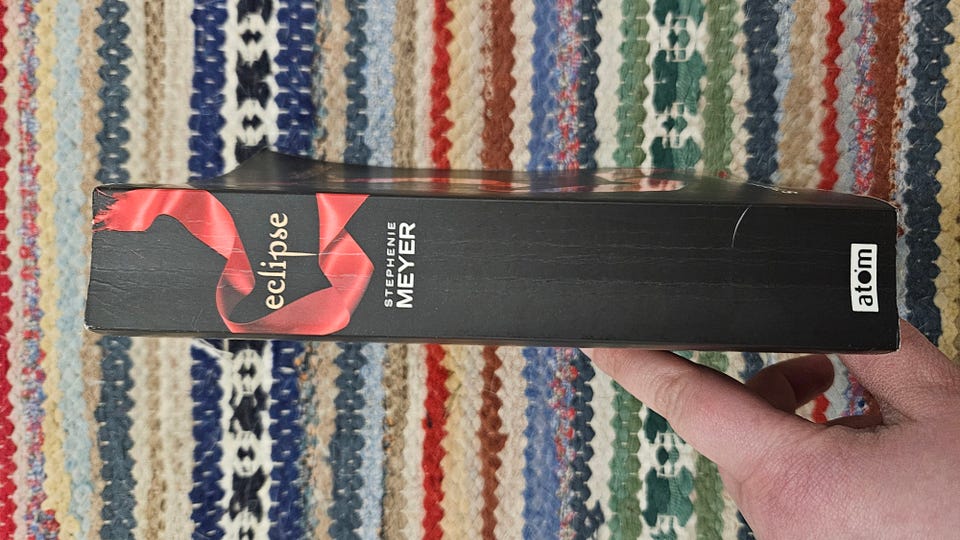 eclipse
STEPHENIE
MEYER
atom